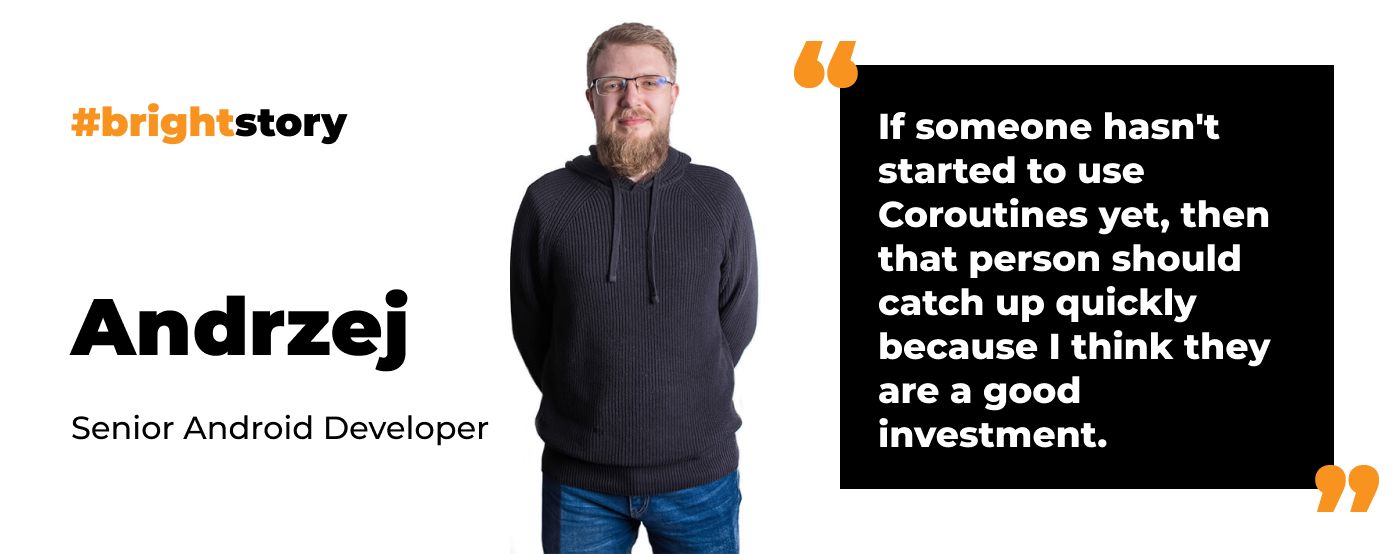 #brightstory
Andrzej
Senior Android Developer
“
If someone hasn't
started to use
Coroutines yet, then
that person should
catch up quickly
because I think they
are a good
investment.
”